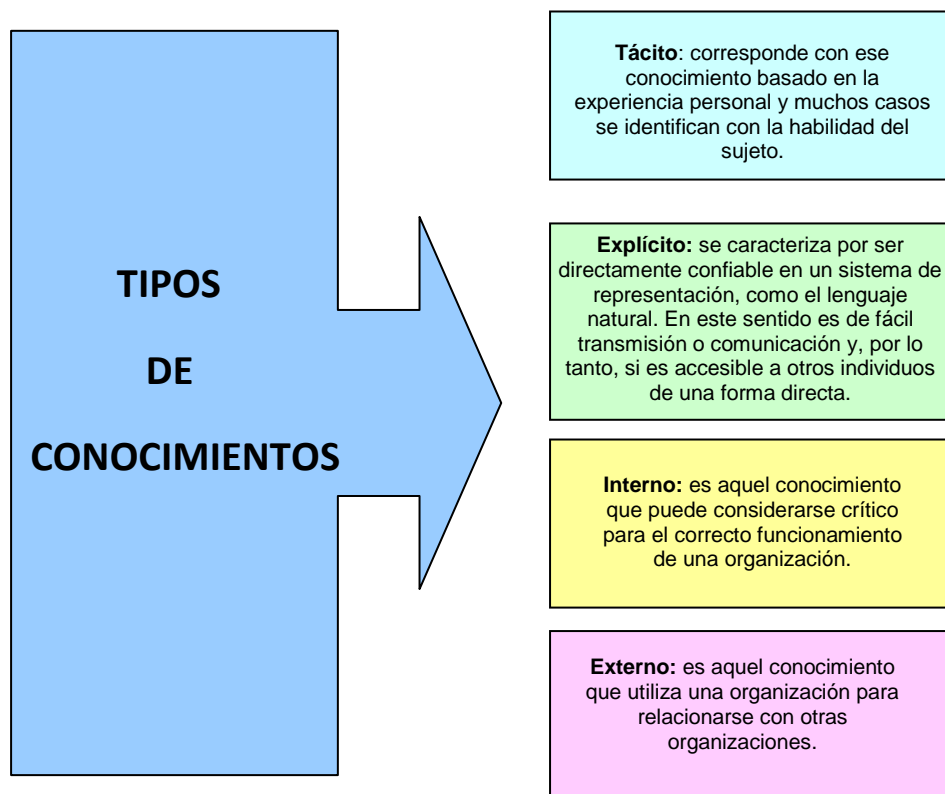 TIPOS
DE
CONOCIMIENTOS
Tácito: corresponde con ese
conocimiento basado en la
experiencia personal y muchos casos
se identifican con la habilidad del
sujeto.
Explícito: se caracteriza por ser
directamente confiable en un sistema de
representación, como el lenguaje
natural. En este sentido es de fácil
transmisión o comunicación y, por lo
tanto, si es accesible a otros individuos
de una forma directa.
Interno: es aquel conocimiento
que puede considerarse crítico
para el correcto funcionamiento
de una organización.
Externo: es aquel conocimiento
que utiliza una organización para
relacionarse con otras
organizaciones.